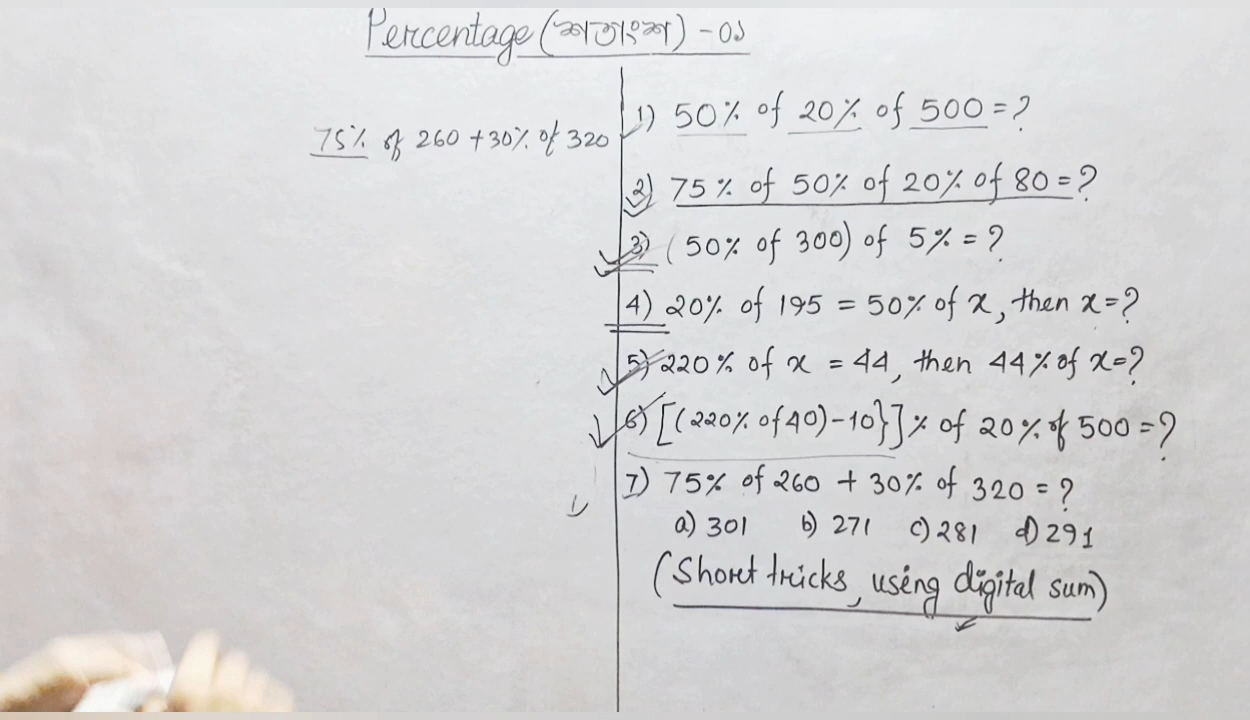 Percentage (শতাংশ) - 01
75% of 260 + 30% of 320
1) 50% of 20% of 500 = ?
2) 75% of 50% of 20% of 80 = ?
3) (50% of 300) of 5% = ?
4) 20% of 195 = 50% of x, then x = ?
5) 220% of x = 44, then 44% of x = ?
6) [(220% of 40) - 10}]% of 20% of 500 = ?
7) 75% of 260 + 30% of 320 = ?
a) 301 b) 271 c) 281 d) 291
(Short tricks, using digital sum)